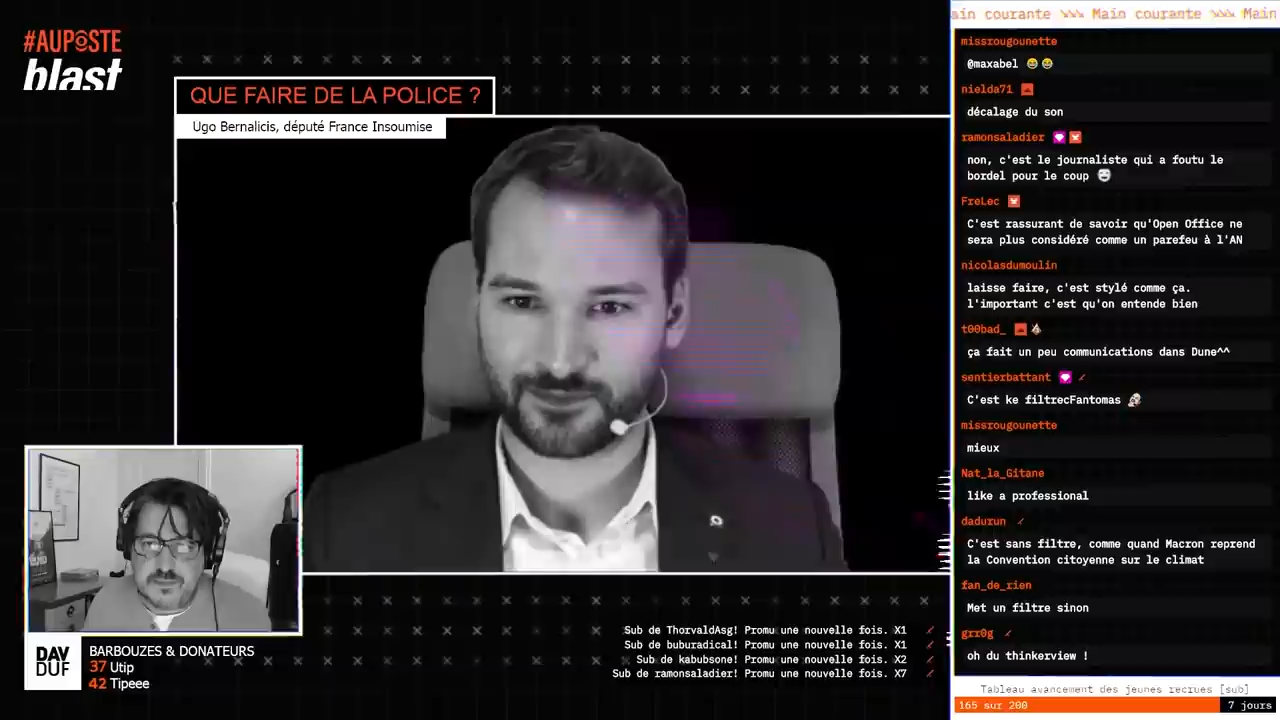 #AUPOSTE
blast
QUE FAIRE DE LA POLICE ?
Ugo Bernalicis, député France Insoumise
DAV
DUF
BARBOUZES & DONATEURS
37 Utip
42 Tipeee
Sub de ThorvaldAsg! Promu une nouvelle fois. X1
Sub de buburadical! Promu une nouvelle fois. X1
Sub de kabubsone! Promu une nouvelle fois. X2
Sub de ramonsaladier! Promu une nouvelle fois. X7
ain courante Main courante Main
missrougounette
@maxabel
nielda71
décalage du son
ramonsaladier
non, c'est le journaliste qui a foutu le
bordel pour le coup
FreLec
C'est rassurant de savoir qu'Open Office ne
sera plus considéré comme un parefeu à l'AN
nicolasdumoulin
laisse faire, c'est stylé comme ça.
l'important c'est qu'on entende bien
t00bad_
ça fait un peu communications dans Dune^^
sentierbattant
C'est ke filtrecFantomas
missrougounette
mieux
Nat_la_Gitane
like a professional
dadurun
C'est sans filtre, comme quand Macron reprend
la Convention citoyenne sur le climat
fan_de_rien
Met un filtre sinon
grr0g
oh du thinkerview !
Tableau avancement des jeunes recrues [sub]
165 sur 200
7 jours